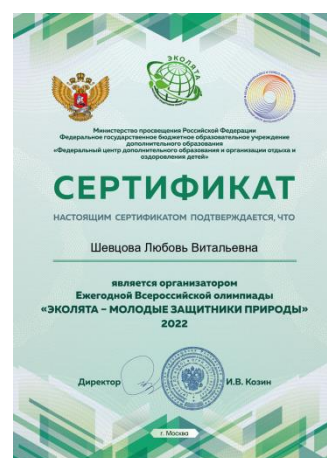 ЭКОЛЯТА
Министерство просвещения Российской Федерации
Федеральное государственное бюджетное образовательное учреждение
дополнительного образования
«Федеральный центр дополнительного образования и организации отдыха и
оздоровления детей»
СЕРТИФИКАТ
НАСТОЯЩИМ СЕРТИФИКАТОМ ПОДТВЕРЖДАЕТСЯ, ЧТО
Шевцова Любовь Витальевна
является организатором
Ежегодной Всероссийской олимпиады
«ЭКОЛЯТА – МОЛОДЫЕ ЗАЩИТНИКИ ПРИРОДЫ»
2022
Директор И.В. Козин
г. Москва